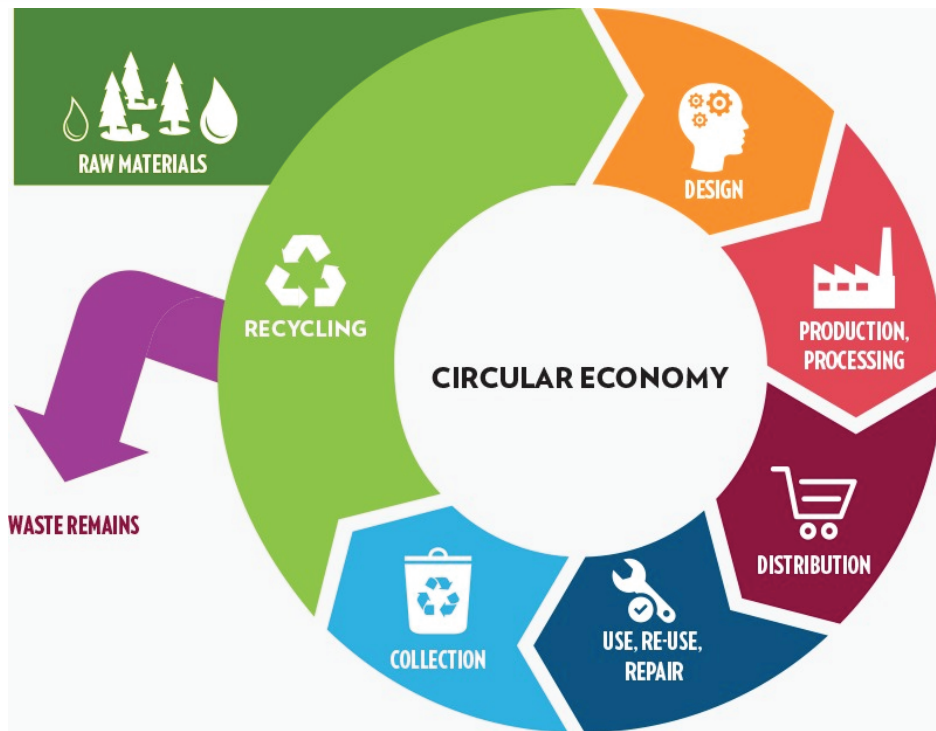 RAW MATERIALS
DESIGN
RECYCLING
PRODUCTION,
PROCESSING
CIRCULAR ECONOMY
WASTE REMAINS
DISTRIBUTION
USE, RE-USE,
REPAIR
COLLECTION